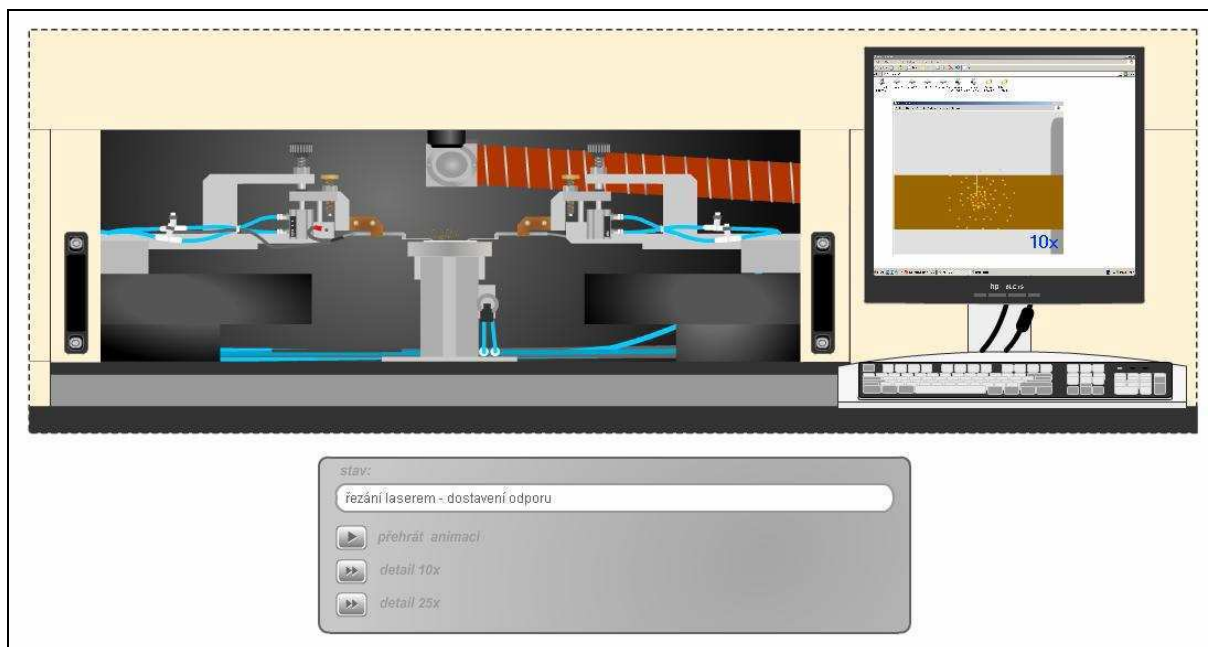 10x
hp
stav:
řezání laserem - dostavení odporu
přehrát animaci
detail 10x
detail 25x